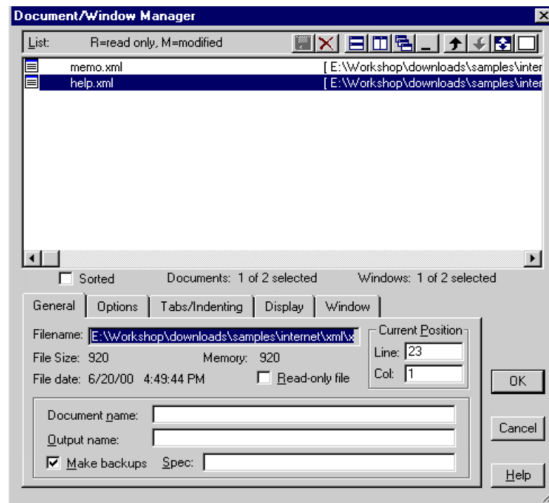 Document/Window Manager
List: R=read only, M=modified
memo.xml [ E:\Workshop\downloads\samples\inter
help.xml [ E:\Workshop\downloads\samples\inter
Sorted Documents: 1 of 2 selected Windows: 1 of 2 selected
General Options Tabs/Indenting Display Window
Filename: E:\Workshop\downloads\samples\internet\xml\x
Current Position
Line: 23
File Size: 920 Memory: 920
Col: 1
File date: 6/20/00 4:49:44 PM Read-only file
OK
Document name:
Cancel
Output name:
Make backups Spec:
Help